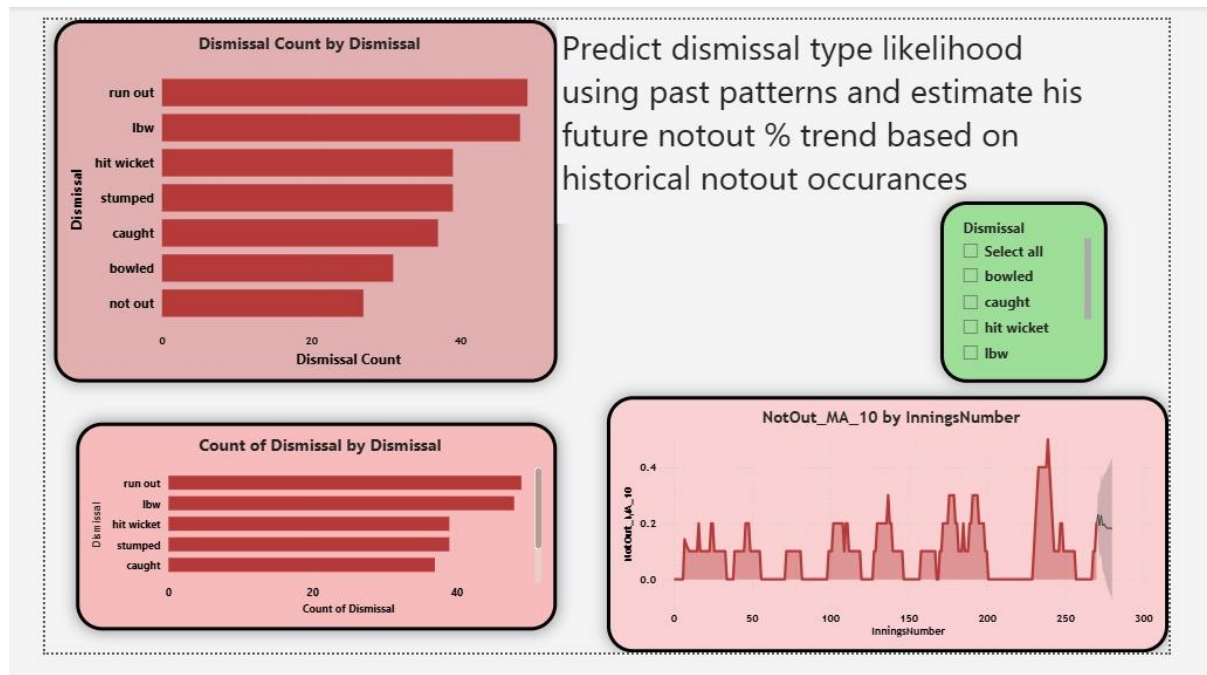 Dismissal Count by Dismissal
run out
lbw
hit wicket
stumped
caught
bowled
not out
Dismissal
0 20 40
Dismissal Count
Predict dismissal type likelihood
using past patterns and estimate his
future notout % trend based on
historical notout occurances
Dismissal
Select all
bowled
caught
hit wicket
lbw
Count of Dismissal by Dismissal
run out
lbw
hit wicket
stumped
caught
Dismissal
0 20 40
Count of Dismissal
NotOut_MA_10 by InningsNumber
0.4
0.2
0.0
NotOut_MA_10
0 50 100 150 200 250 300
InningsNumber